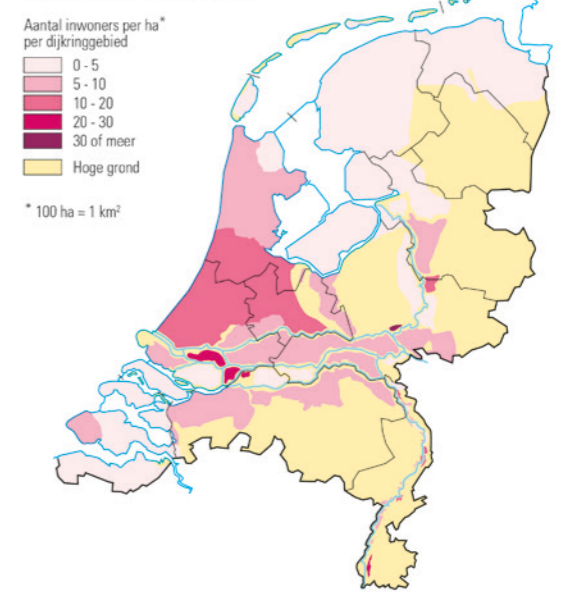 Aantal inwoners per ha*
per dijkringgebied
0 - 5
5 - 10
10 - 20
20 - 30
30 of meer
Hoge grond
* 100 ha = 1 km²